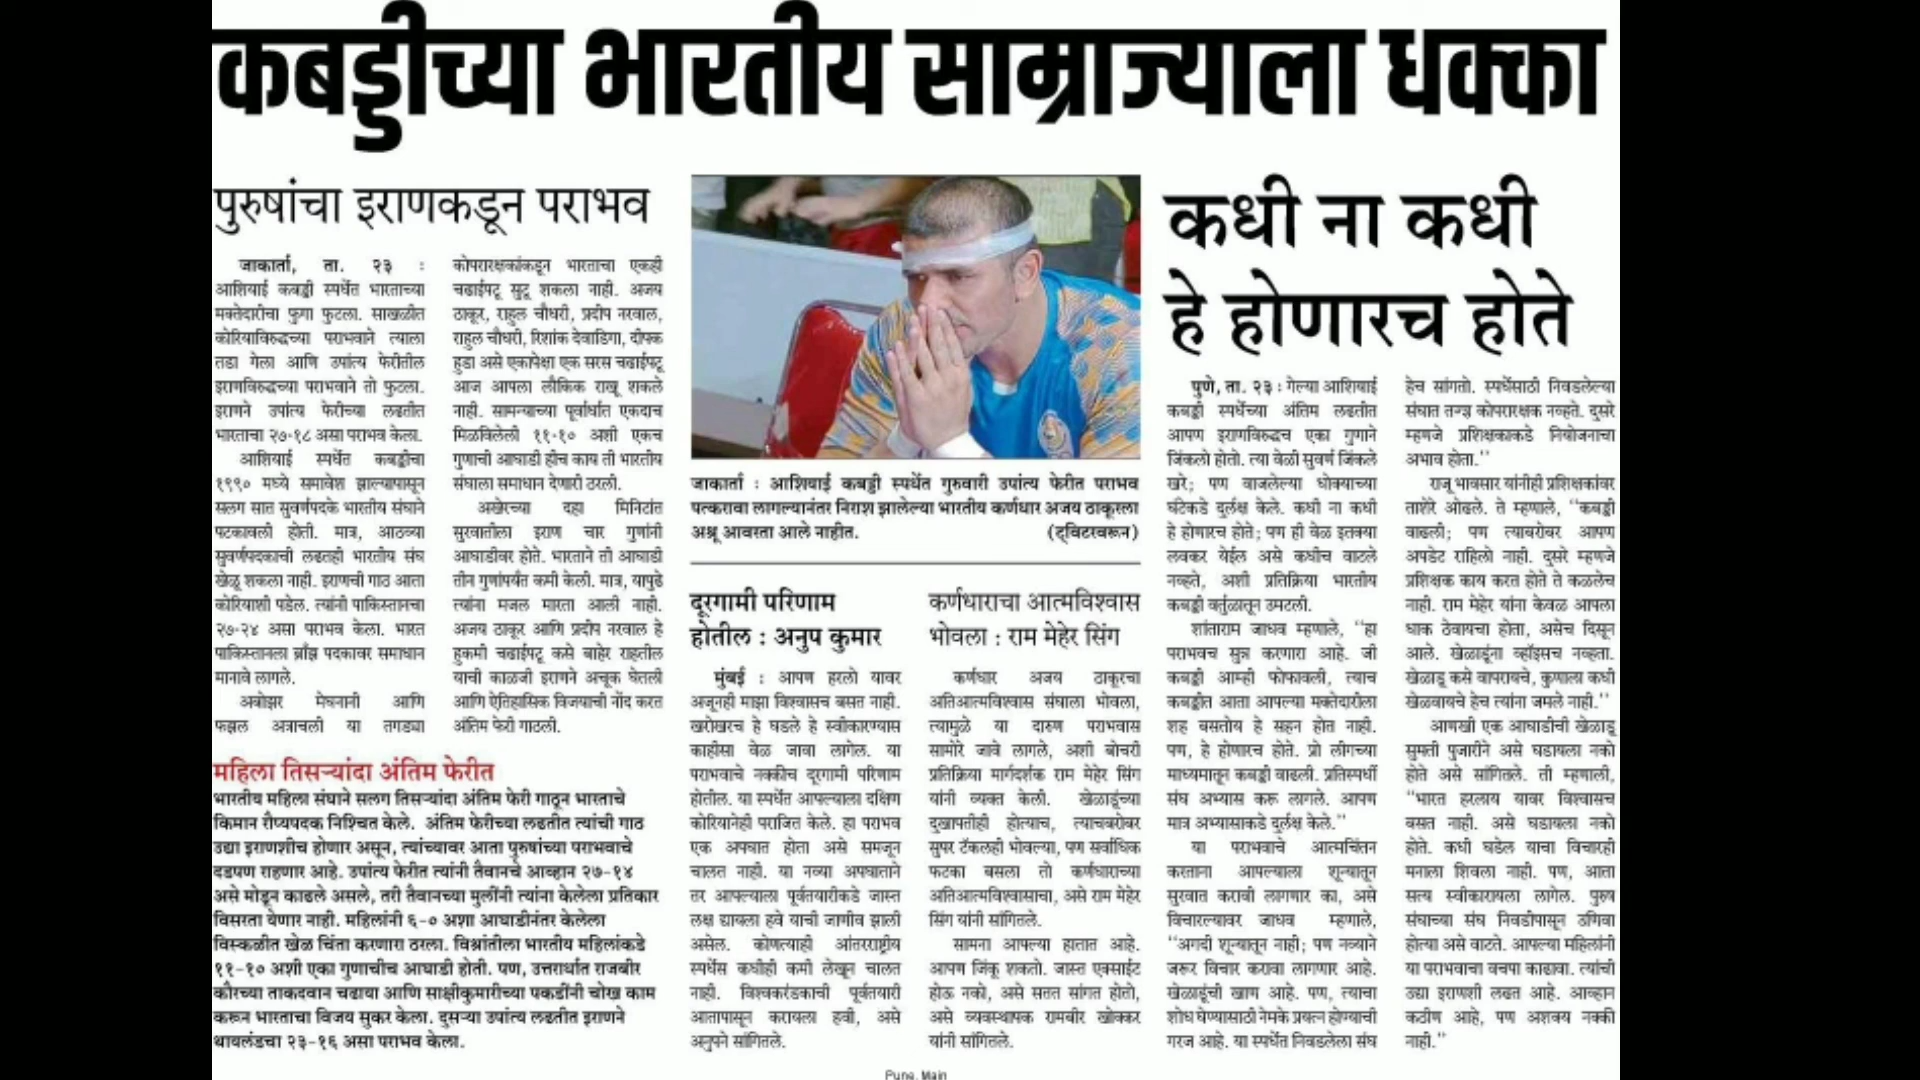 कबड्डीच्या भारतीय साम्राज्याला धक्का
पुरुषांचा इराणकडून पराभव
जाकार्ता, ता. २३ :
आशियाई कबड्डी स्पर्धेत भारताच्या
मक्तेदारीचा फुगा फुटला. साखळीत
कोरियाविरुद्धच्या पराभवाने त्याला
तडा गेला आणि उपांत्य फेरीतील
इराणविरुद्धच्या पराभवाने तो फुटला.
इराणने उपांत्य फेरीच्या लढतीत
भारताचा २७-१८ असा पराभव केला.
आशियाई स्पर्धेत कबड्डीचा
१९९० मध्ये समावेश झाल्यापासून
सलग सात सुवर्णपदके भारतीय संघाने
पटकावली होती. मात्र, आठव्या
सुवर्णपदकाची लढतही भारतीय संघ
खेळू शकला नाही. इराणची गाठ आता
कोरियाशी पडेल. त्यांनी पाकिस्तानचा
२७-२४ असा पराभव केला. भारत
पाकिस्तानला ब्राँझ पदकावर समाधान
मानावे लागले.
अबोझर मेघनानी आणि
फझल अत्राचली या तगड्या
कोपरारक्षकांकडून भारताचा एकही
चढाईपटू सुटू शकला नाही. अजय
ठाकूर, राहुल चौधरी, प्रदीप नरवाल,
राहुल चौधरी, रिशांक देवाडिगा, दीपक
हुडा असे एकापेक्षा एक सरस चढाईपटू
आज आपला लौकिक राखू शकले
नाही. सामन्याच्या पूर्वार्धात एकदाच
मिळविलेली ११-१० अशी एकच
गुणाची आघाडी हीच काय ती भारतीय
संघाला समाधान देणारी ठरली.
अखेरच्या दहा मिनिटांत
सुरवातीला इराण चार गुणांनी
आघाडीवर होते. भारताने ती आघाडी
तीन गुणांपर्यंत कमी केली. मात्र, यापुढे
त्यांना मजल मारता आली नाही.
अजय ठाकूर आणि प्रदीप नरवाल हे
हुकमी चढाईपटू कसे बाहेर राहतील
याची काळजी इराणने अचूक घेतली
आणि ऐतिहासिक विजयाची नोंद करत
अंतिम फेरी गाठली.
महिला तिसऱ्यांदा अंतिम फेरीत
भारतीय महिला संघाने सलग तिसऱ्यांदा अंतिम फेरी गाठून भारताचे
किमान रौप्यपदक निश्चित केले. अंतिम फेरीच्या लढतीत त्यांची गाठ
उद्या इराणशीच होणार असून, त्यांच्यावर आता पुरुषांच्या पराभवाचे
दडपण राहणार आहे. उपांत्य फेरीत त्यांनी तैवानचे आव्हान २७-१४
असे मोडून काढले असले, तरी तैवानच्या मुलींनी त्यांना केलेला प्रतिकार
विसरता येणार नाही. महिलांनी ६-० अशा आघाडीनंतर केलेला
विस्कळीत खेळ चिंता करणारा ठरला. विश्रांतीला भारतीय महिलांकडे
११-१० अशी एका गुणाचीच आघाडी होती. पण, उत्तरार्धात राजबीर
कौरच्या ताकदवान चढाया आणि साक्षीकुमारीच्या पकडींनी चोख काम
करून भारताचा विजय सुकर केला. दुसऱ्या उपांत्य लढतीत इराणने
थायलंडचा २३-१६ असा पराभव केला.
जाकार्ता : आशियाई कबड्डी स्पर्धेत गुरुवारी उपांत्य फेरीत पराभव
पत्करावा लागल्यानंतर निराश झालेल्या भारतीय कर्णधार अजय ठाकूरला
अश्रू आवरता आले नाहीत. (ट्विटरवरून)
दूरगामी परिणाम
होतील : अनुप कुमार
मुंबई : आपण हरलो यावर
अजूनही माझा विश्वासच बसत नाही.
खरोखरच हे घडले हे स्वीकारण्यास
काहीसा वेळ जावा लागेल. या
पराभवाचे नक्कीच दूरगामी परिणाम
होतील. या स्पर्धेत आपल्याला दक्षिण
कोरियानेही पराजित केले. हा पराभव
एक अपघात होता असे समजून
चालत नाही. या नव्या अपघाताने
तर आपल्याला पूर्वतयारीकडे जास्त
लक्ष द्यायला हवे याची जाणीव झाली
असेल. कोणत्याही आंतरराष्ट्रीय
स्पर्धेस कधीही कमी लेखून चालत
नाही. विश्वकरंडकाची पूर्वतयारी
आतापासून करायला हवी, असे
अनुपने सांगितले.
कर्णधाराचा आत्मविश्वास
भोवला : राम मेहेर सिंग
कर्णधार अजय ठाकूरचा
अतिआत्मविश्वास संघाला भोवला,
त्यामुळे या दारुण पराभवास
सामोरे जावे लागले, अशी बोचरी
प्रतिक्रिया मार्गदर्शक राम मेहेर सिंग
यांनी व्यक्त केली. खेळाडूंच्या
दुखापतीही होत्याच, त्याचबरोबर
सुपर टॅकलही भोवल्या, पण सर्वाधिक
फटका बसला तो कर्णधाराच्या
अतिआत्मविश्वासाचा, असे राम मेहेर
सिंग यांनी सांगितले.
सामना आपल्या हातात आहे.
आपण जिंकू शकतो. जास्त एक्साईट
होऊ नको, असे सतत सांगत होतो,
असे व्यवस्थापक रामबीर खोक्कर
यांनी सांगितले.
कधी ना कधी
हे होणारच होते
पुणे, ता. २३ : गेल्या आशियाई
कबड्डी स्पर्धेच्या अंतिम लढतीत
आपण इराणविरुद्धच एका गुणाने
जिंकलो होतो. त्या वेळी सुवर्ण जिंकले
खरे; पण वाजलेल्या धोक्याच्या
घंटेकडे दुर्लक्ष केले. कधी ना कधी
हे होणारच होते; पण ही वेळ इतक्या
लवकर येईल असे कधीच वाटले
नव्हते, अशी प्रतिक्रिया भारतीय
कबड्डी वर्तुळातून उमटली.
शांताराम जाधव म्हणाले, ‘‘हा
पराभवच सुन्न करणारा आहे. जी
कबड्डी आम्ही फोफावली, त्याच
कबड्डीत आता आपल्या मक्तेदारीला
शह बसतोय हे सहन होत नाही.
पण, हे होणारच होते. प्रो लीगच्या
माध्यमातून कबड्डी वाढली. प्रतिस्पर्धी
संघ अभ्यास करू लागले. आपण
मात्र अभ्यासाकडे दुर्लक्ष केले.’’
या पराभवाचे आत्मचिंतन
करताना आपल्याला शून्यातून
सुरवात करावी लागणार का, असे
विचारल्यावर जाधव म्हणाले,
‘‘अगदी शून्यातून नाही; पण नव्याने
जरूर विचार करावा लागणार आहे.
खेळाडूंची खाण आहे. पण, त्याचा
शोध घेण्यासाठी नेमके प्रयत्न होण्याची
गरज आहे. या स्पर्धेत निवडलेला संघ
हेच सांगतो. स्पर्धेसाठी निवडलेल्या
संघात तगडा कोपरारक्षक नव्हते. दुसरे
म्हणजे प्रशिक्षकाकडे नियोजनाचा
अभाव होता.’’
राजू भावसार यांनीही प्रशिक्षकांवर
ताशेरे ओढले. ते म्हणाले, ‘‘कबड्डी
वाढली; पण त्याबरोबर आपण
अपडेट राहिलो नाही. दुसरे म्हणजे
प्रशिक्षक काय करत होते ते कळलेच
नाही. राम मेहेर यांना केवळ आपला
धाक ठेवायचा होता, असेच दिसून
आले. खेळाडूंना व्हॉइसच नव्हता.
खेळाडू कसे वापरायचे, कुणाला कधी
खेळवायचे हेच त्यांना जमले नाही.’’
आणखी एक आघाडीची खेळाडू
सुमती पुजारीने असे घडायला नको
होते असे सांगितले. ती म्हणाली,
‘‘भारत हरलाय यावर विश्वासच
बसत नाही. असे घडायला नको
होते. कधी घडेल याचा विचारही
मनाला शिवला नाही. पण, आता
सत्य स्वीकारायला लागेल. पुरुष
संघाच्या संघ निवडीपासून उणिवा
होत्या असे वाटते. आपल्या महिलांनी
या पराभवाचा वचपा काढावा. त्यांची
उद्या इराणशी लढत आहे. आव्हान
कठीण आहे, पण अशक्य नक्की
नाही.’’
Pune, Main